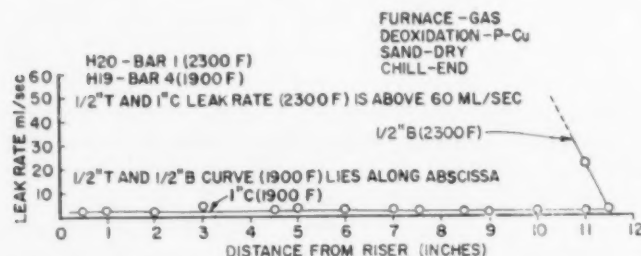 FURNACE-GAS
DEOXIDATION-P-Cu
SAND-DRY
CHILL-END
H20-BAR 1 (2300 F)
H19-BAR 4 (1900 F)
1/2"T AND 1"C LEAK RATE (2300 F) IS ABOVE 60 ML/SEC
1/2"B (2300 F)
1/2"T AND 1/2"B CURVE (1900 F) LIES ALONG ABSCISSA
1"C (1900 F)
LEAK RATE ml/sec
60
50
40
30
20
10
0 1 2 3 4 5 6 7 8 9 10 11 12
DISTANCE FROM RISER (INCHES)